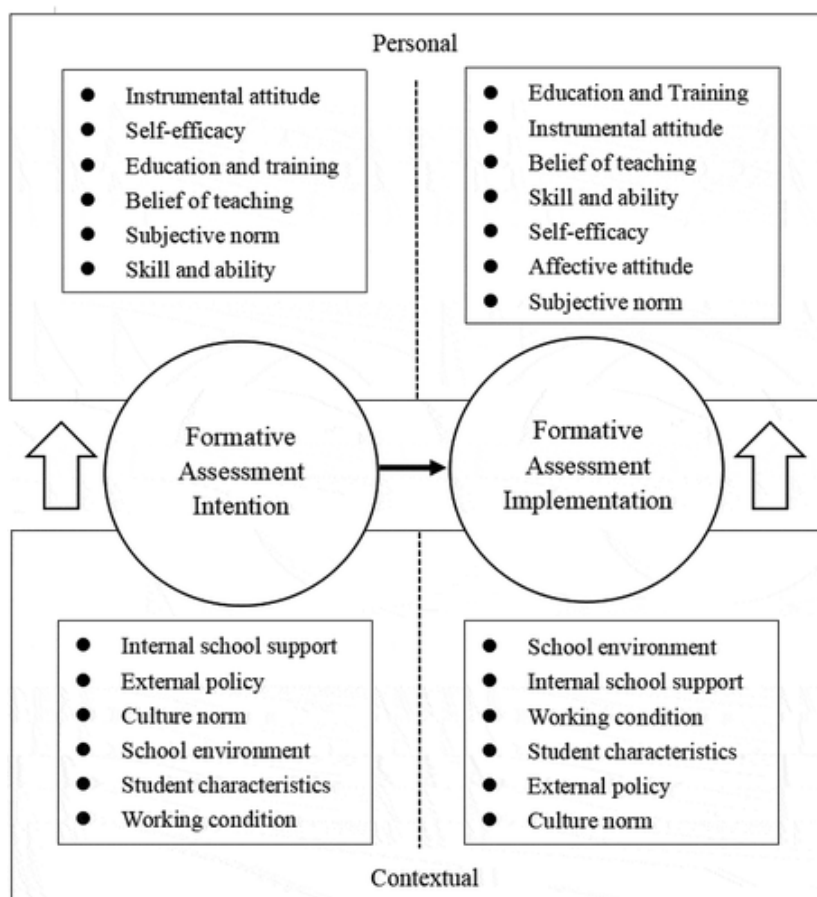 Personal
● Instrumental attitude
● Self-efficacy
● Education and training
● Belief of teaching
● Subjective norm
● Skill and ability
● Education and Training
● Instrumental attitude
● Belief of teaching
● Skill and ability
● Self-efficacy
● Affective attitude
● Subjective norm
Formative
Assessment
Intention
Formative
Assessment
Implementation
● Internal school support
● External policy
● Culture norm
● School environment
● Student characteristics
● Working condition
● School environment
● Internal school support
● Working condition
● Student characteristics
● External policy
● Culture norm
Contextual